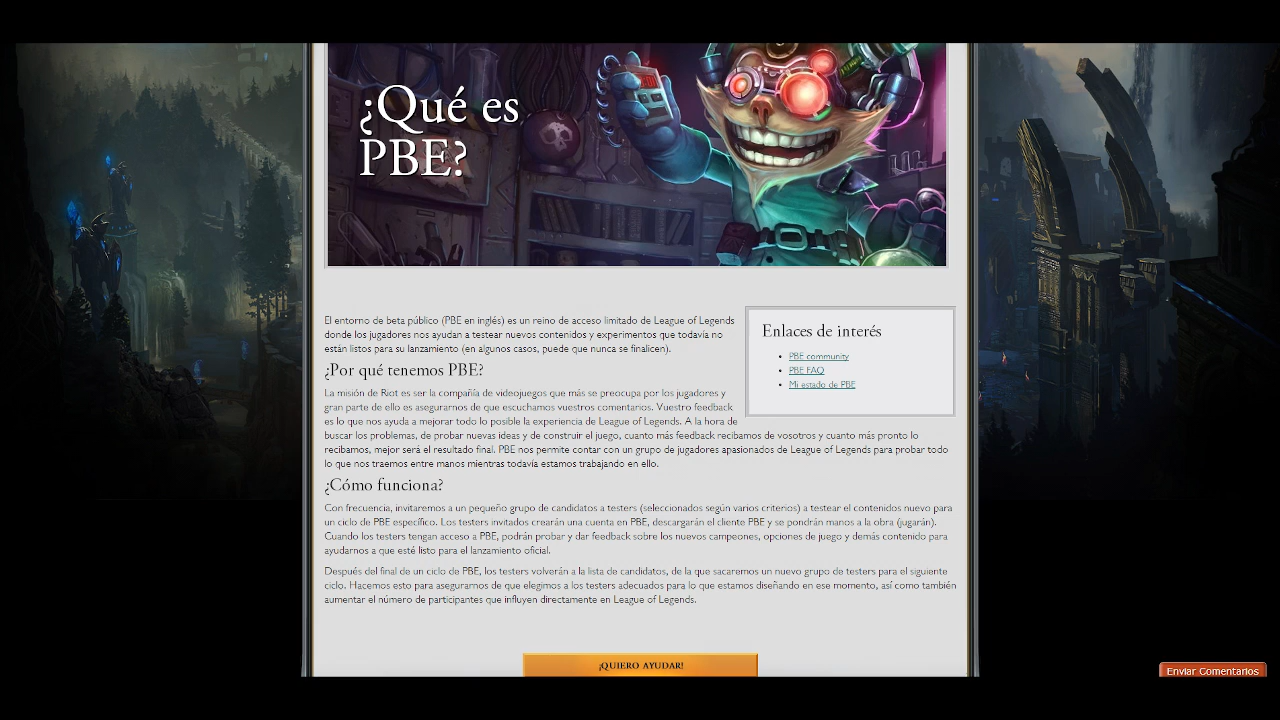 ¿Qué es
PBE?
El entorno de beta público (PBE en inglés) es un reino de acceso limitado de League of Legends
donde los jugadores nos ayudan a testear nuevos contenidos y experimentos que todavía no
están listos para su lanzamiento (en algunos casos, puede que nunca se finalicen).
¿Por qué tenemos PBE?
La misión de Riot es ser la compañía de videojuegos que más se preocupa por los jugadores y
gran parte de ello es asegurarnos de que escuchamos vuestros comentarios. Vuestro feedback
es lo que nos ayuda a mejorar todo lo posible la experiencia de League of Legends. A la hora de
buscar los problemas, de probar nuevas ideas y de construir el juego, cuanto más feedback recibamos de vosotros y cuanto más pronto lo
recibamos, mejor será el resultado final. PBE nos permite contar con un grupo de jugadores apasionados de League of Legends para probar todo
lo que nos traemos entre manos mientras todavía estamos trabajando en ello.
¿Cómo funciona?
Con frecuencia, invitaremos a un pequeño grupo de candidatos a testers (seleccionados según varios criterios) a testear el contenidos nuevo para
un ciclo de PBE específico. Los testers invitados crearán una cuenta en PBE, descargarán el cliente PBE y se pondrán manos a la obra (jugarán).
Cuando los testers tengan acceso a PBE, podrán probar y dar feedback sobre los nuevos campeones, opciones de juego y demás contenido para
ayudarnos a que esté listo para el lanzamiento oficial.
Después del final de un ciclo de PBE, los testers volverán a la lista de candidatos, de la que sacaremos un nuevo grupo de testers para el siguiente
ciclo. Hacemos esto para asegurarnos de que elegimos a los testers adecuados para lo que estamos diseñando en ese momento, así como también
aumentar el número de participantes que influyen directamente en League of Legends.
Enlaces de interés
PBE community
PBE FAQ
Mi estado de PBE
¡QUIERO AYUDAR!
Enviar Comentarios